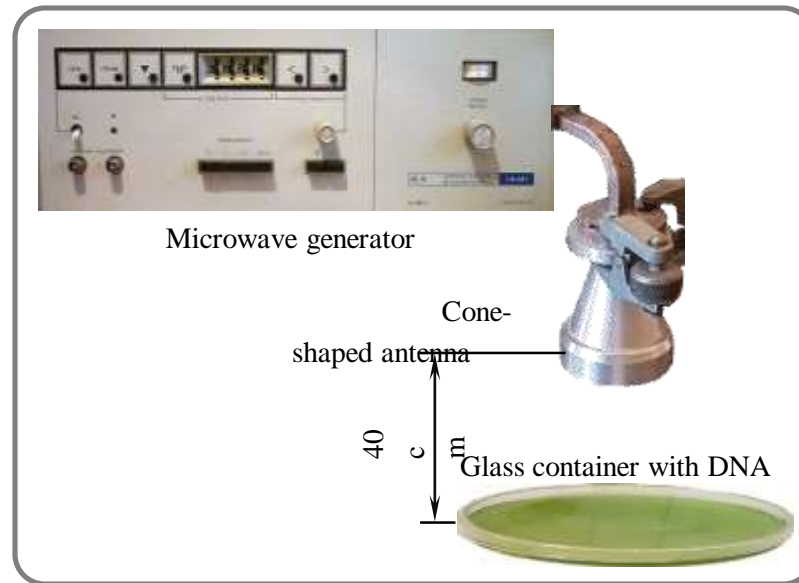 Microwave generator
Cone-
shaped antenna
40
c
m
Glass container with DNA